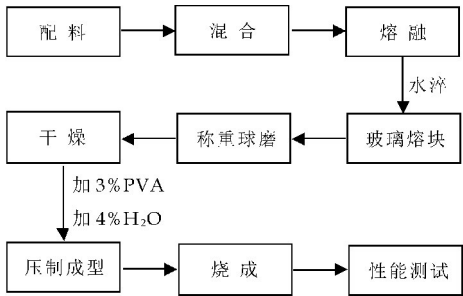 配料
混合
熔融
水淬
玻璃熔块
称重球磨
干燥
加3%PVA
加4%H₂O
压制成型
烧成
性能测试